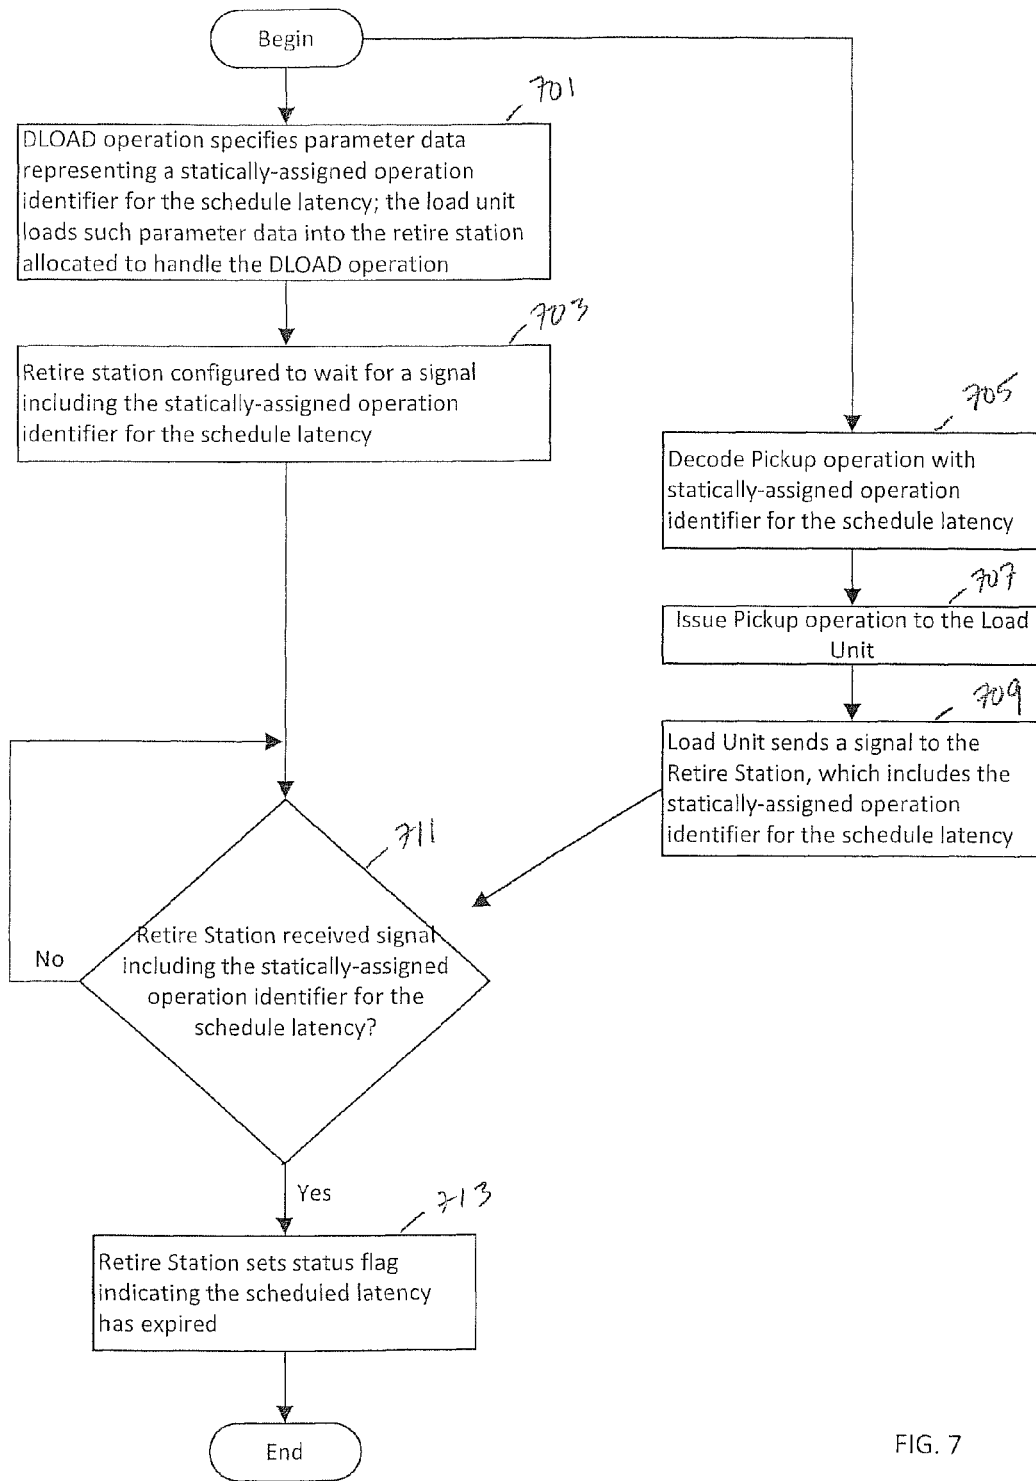 Begin
701
DLOAD operation specifies parameter data
representing a statically-assigned operation
identifier for the schedule latency; the load unit
loads such parameter data into the retire station
allocated to handle the DLOAD operation
703
Retire station configured to wait for a signal
including the statically-assigned operation
identifier for the schedule latency
705
Decode Pickup operation with
statically-assigned operation
identifier for the schedule latency
707
Issue Pickup operation to the Load
Unit
709
Load Unit sends a signal to the
Retire Station, which includes the
statically-assigned operation
identifier for the schedule latency
711
Retire Station received signal
including the statically-assigned
operation identifier for the
schedule latency?
No
Yes
713
Retire Station sets status flag
indicating the scheduled latency
has expired
End
FIG. 7